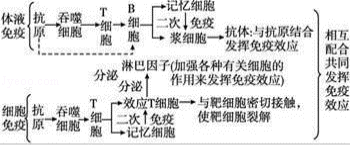 体液免疫
抗原
吞噬细胞
T细胞
B细胞
记忆细胞
二次免疫
浆细胞
抗体:与抗原结合发挥免疫效应
淋巴因子(加强各种有关细胞的作用来发挥免疫效应)
分泌
分泌
细胞免疫
抗原
吞噬细胞
T细胞
效应T细胞
二次免疫
记忆细胞
与靶细胞密切接触,使靶细胞裂解
相互配合共同发挥免疫效应